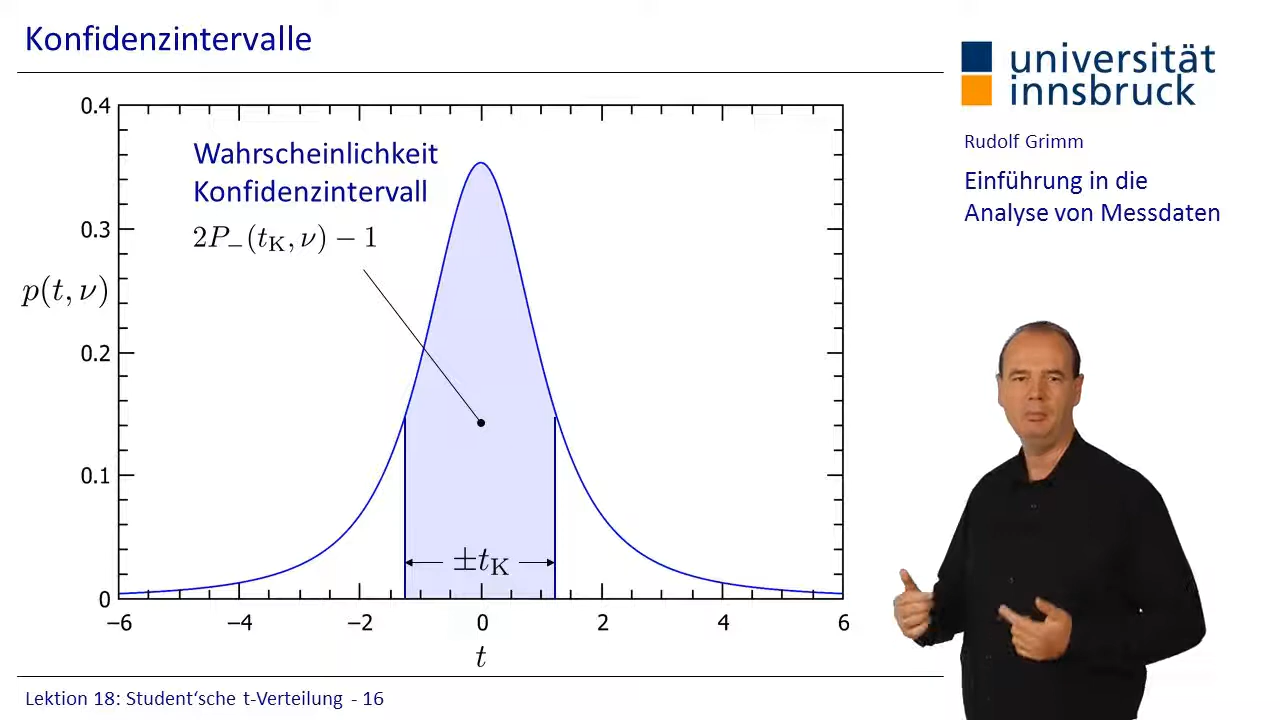 Konfidenzintervalle
universität
innsbruck
Rudolf Grimm
Einführung in die
Analyse von Messdaten
0.4
0.3
0.2
0.1
0
p(t, ν)
Wahrscheinlichkeit
Konfidenzintervall
2P₋(t_K, ν) − 1
±t_K
−6 −4 −2 0 2 4 6
t
Lektion 18: Student‘sche t-Verteilung - 16